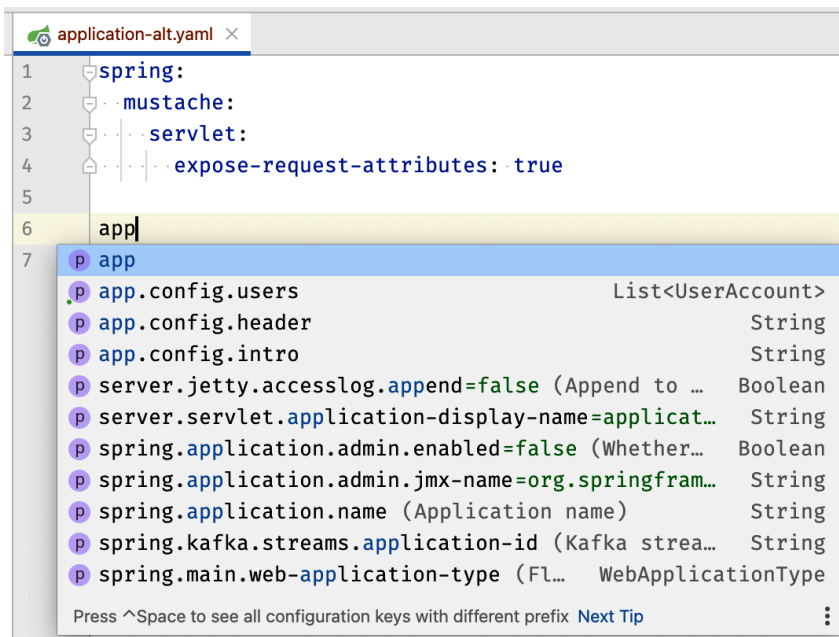 application-alt.yaml
1 spring:
2 mustache:
3 servlet:
4 expose-request-attributes: true
5
6 app
7
p app
p app.config.users List<UserAccount>
p app.config.header String
p app.config.intro String
p server.jetty.accesslog.append=false (Append to … Boolean
p server.servlet.application-display-name=applicat… String
p spring.application.admin.enabled=false (Whether… Boolean
p spring.application.admin.jmx-name=org.springfram… String
p spring.application.name (Application name) String
p spring.kafka.streams.application-id (Kafka strea… String
p spring.main.web-application-type (Fl… WebApplicationType
Press ^Space to see all configuration keys with different prefix Next Tip